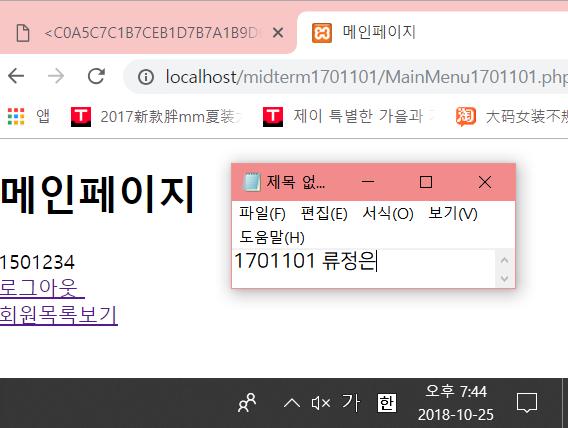 <C0A5C7C1B7CEB1D7B7A1B9D
메인페이지
localhost/midterm1701101/MainMenu1701101.php
앱
2017新款胖mm夏装
제이 특별한 가을과
大码女装不规
메인페이지
1501234
로그아웃
회원목록보기
제목 없...
파일(F) 편집(E) 서식(O) 보기(V)
도움말(H)
1701101 류정은
가
한
오후 7:44
2018-10-25